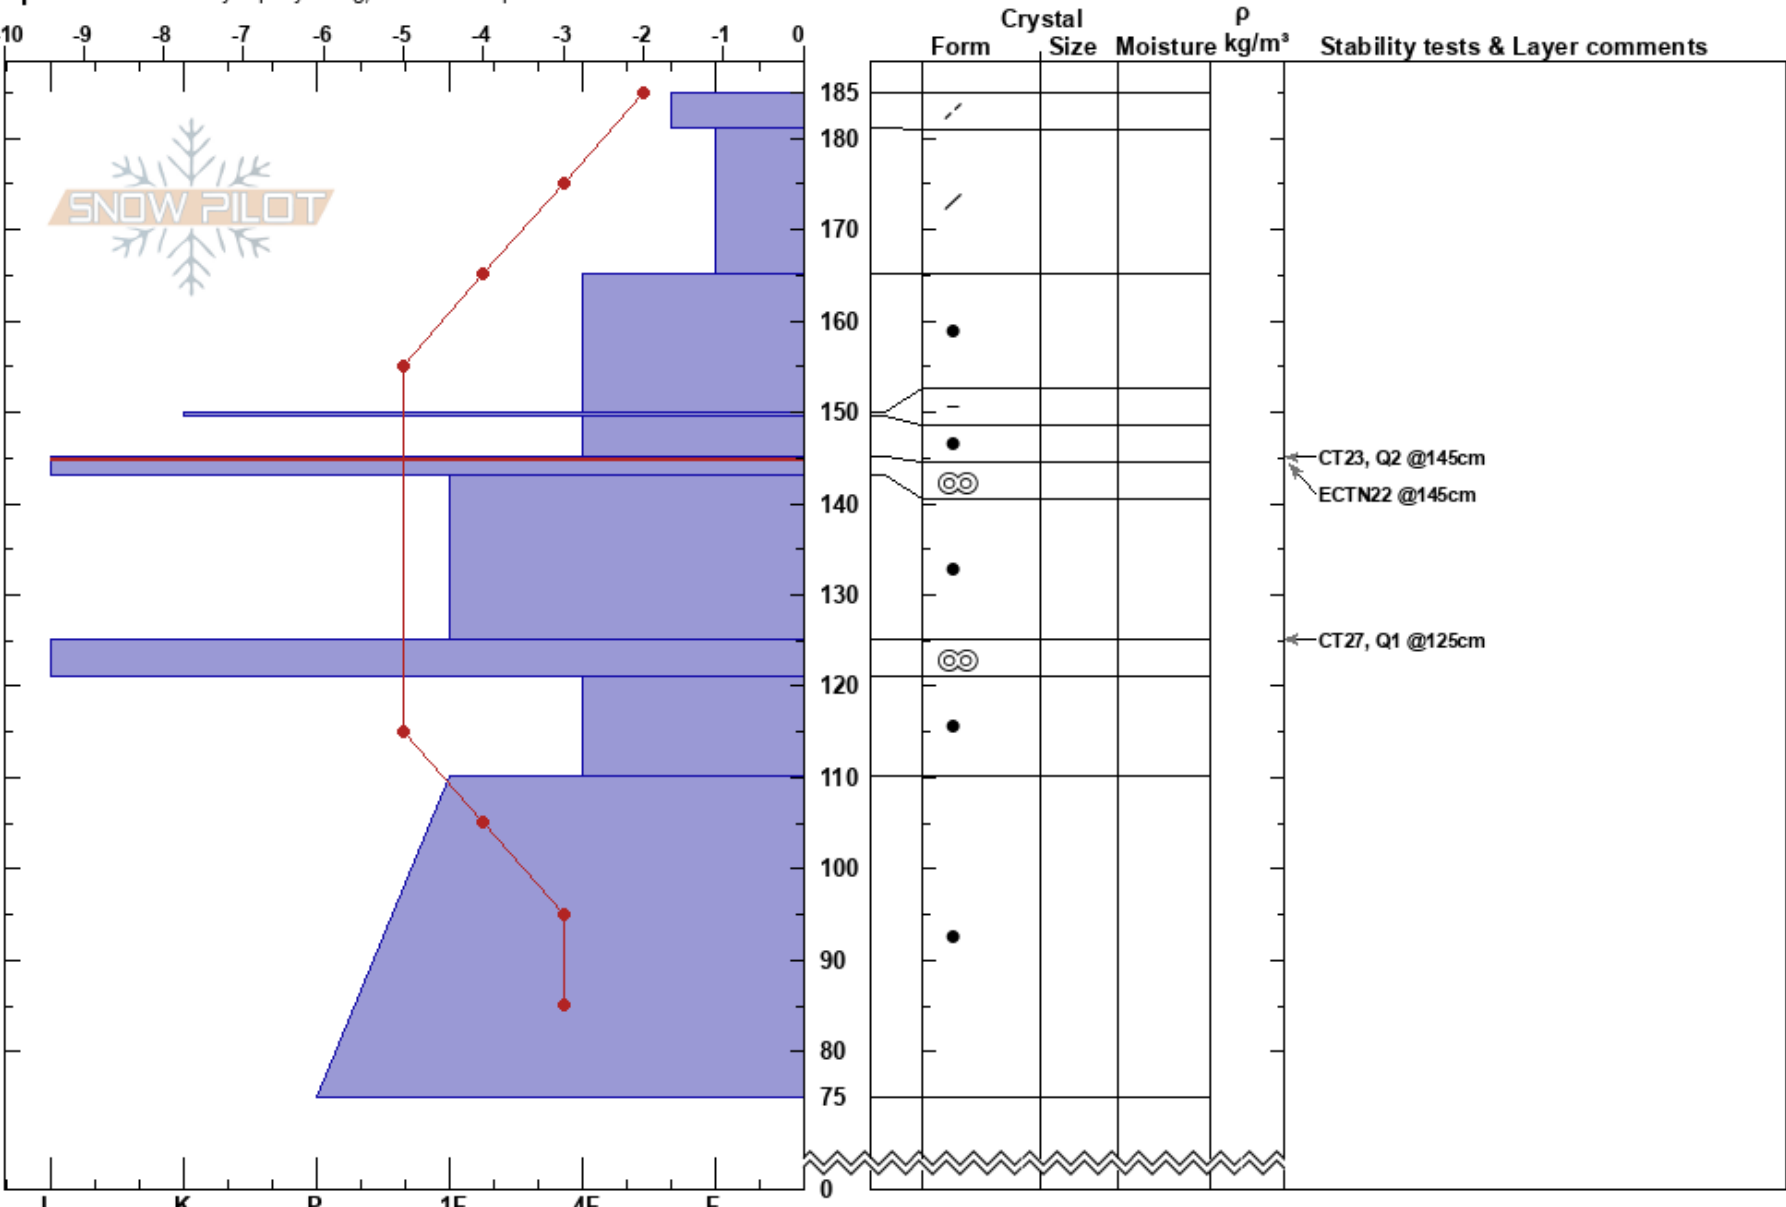 Crystal ρ
-10 -9 -8 -7 -6 -5 -4 -3 -2 -1 0 Form Size Moisture kg/m³ Stability tests & Layer comments
185
180
SNOW PILOT
170
160
150
CT23, Q2 @145cm
ECTN22 @145cm
140
130
CT27, Q1 @125cm
120
110
100
90
80
75
0
I K P 1F 4F F